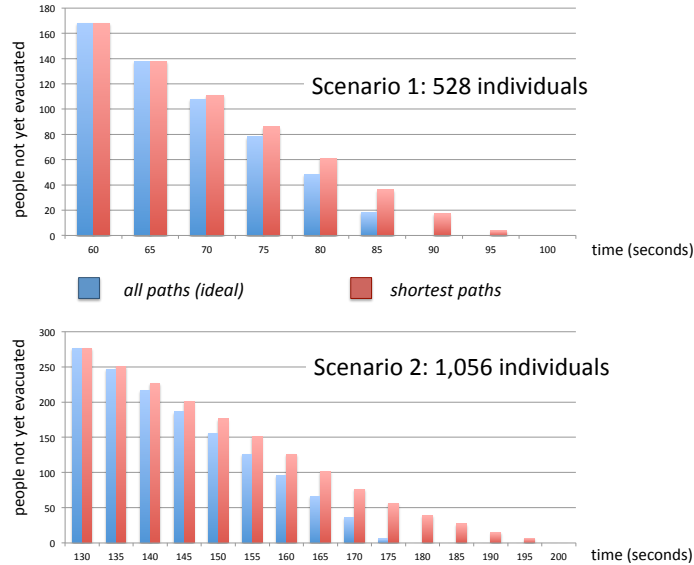 people not yet evacuated
180
160
140
120
100
80
60
40
20
0
Scenario 1: 528 individuals
60 65 70 75 80 85 90 95 100
time (seconds)
all paths (ideal) shortest paths
people not yet evacuated
300
250
200
150
100
50
0
Scenario 2: 1,056 individuals
130 135 140 145 150 155 160 165 170 175 180 185 190 195 200
time (seconds)